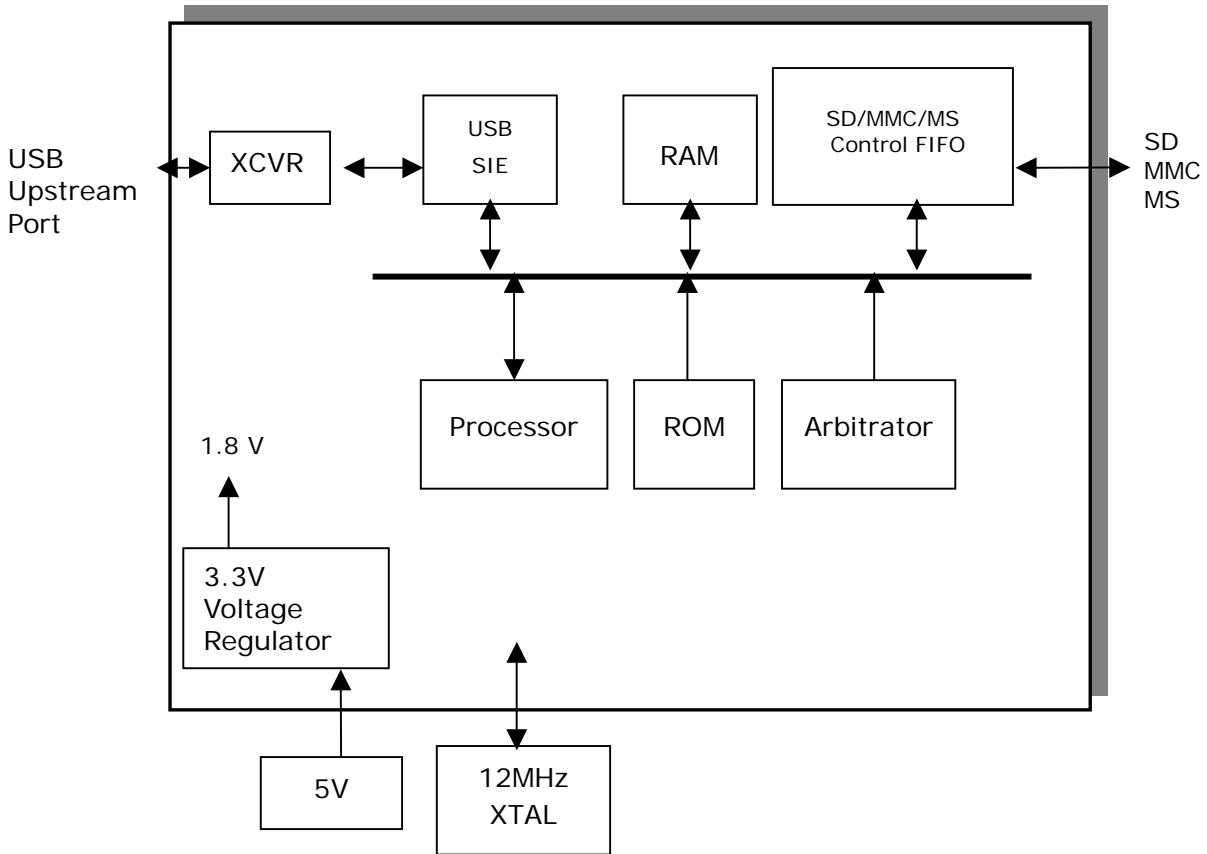 USB
Upstream
Port
XCVR
USB
SIE
RAM
SD/MMC/MS
Control FIFO
SD
MMC
MS
Processor
ROM
Arbitrator
1.8 V
3.3V
Voltage
Regulator
5V
12MHz
XTAL